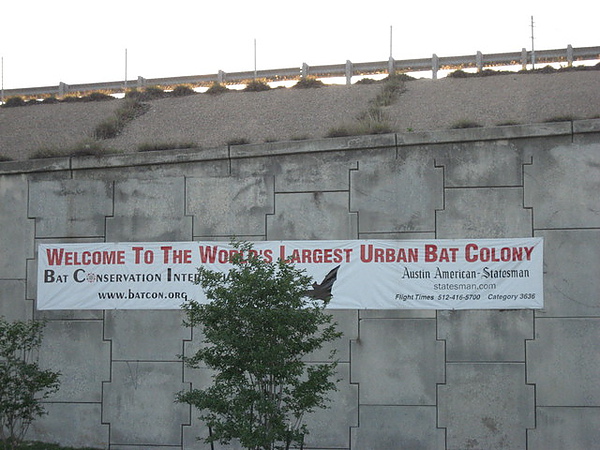 WELCOME TO THE WORLD'S LARGEST URBAN BAT COLONY
BAT CONSERVATION
www.batcon.org
Austin American-Statesman
statesman.com
Flight Times 512-416-5700 Category 3636